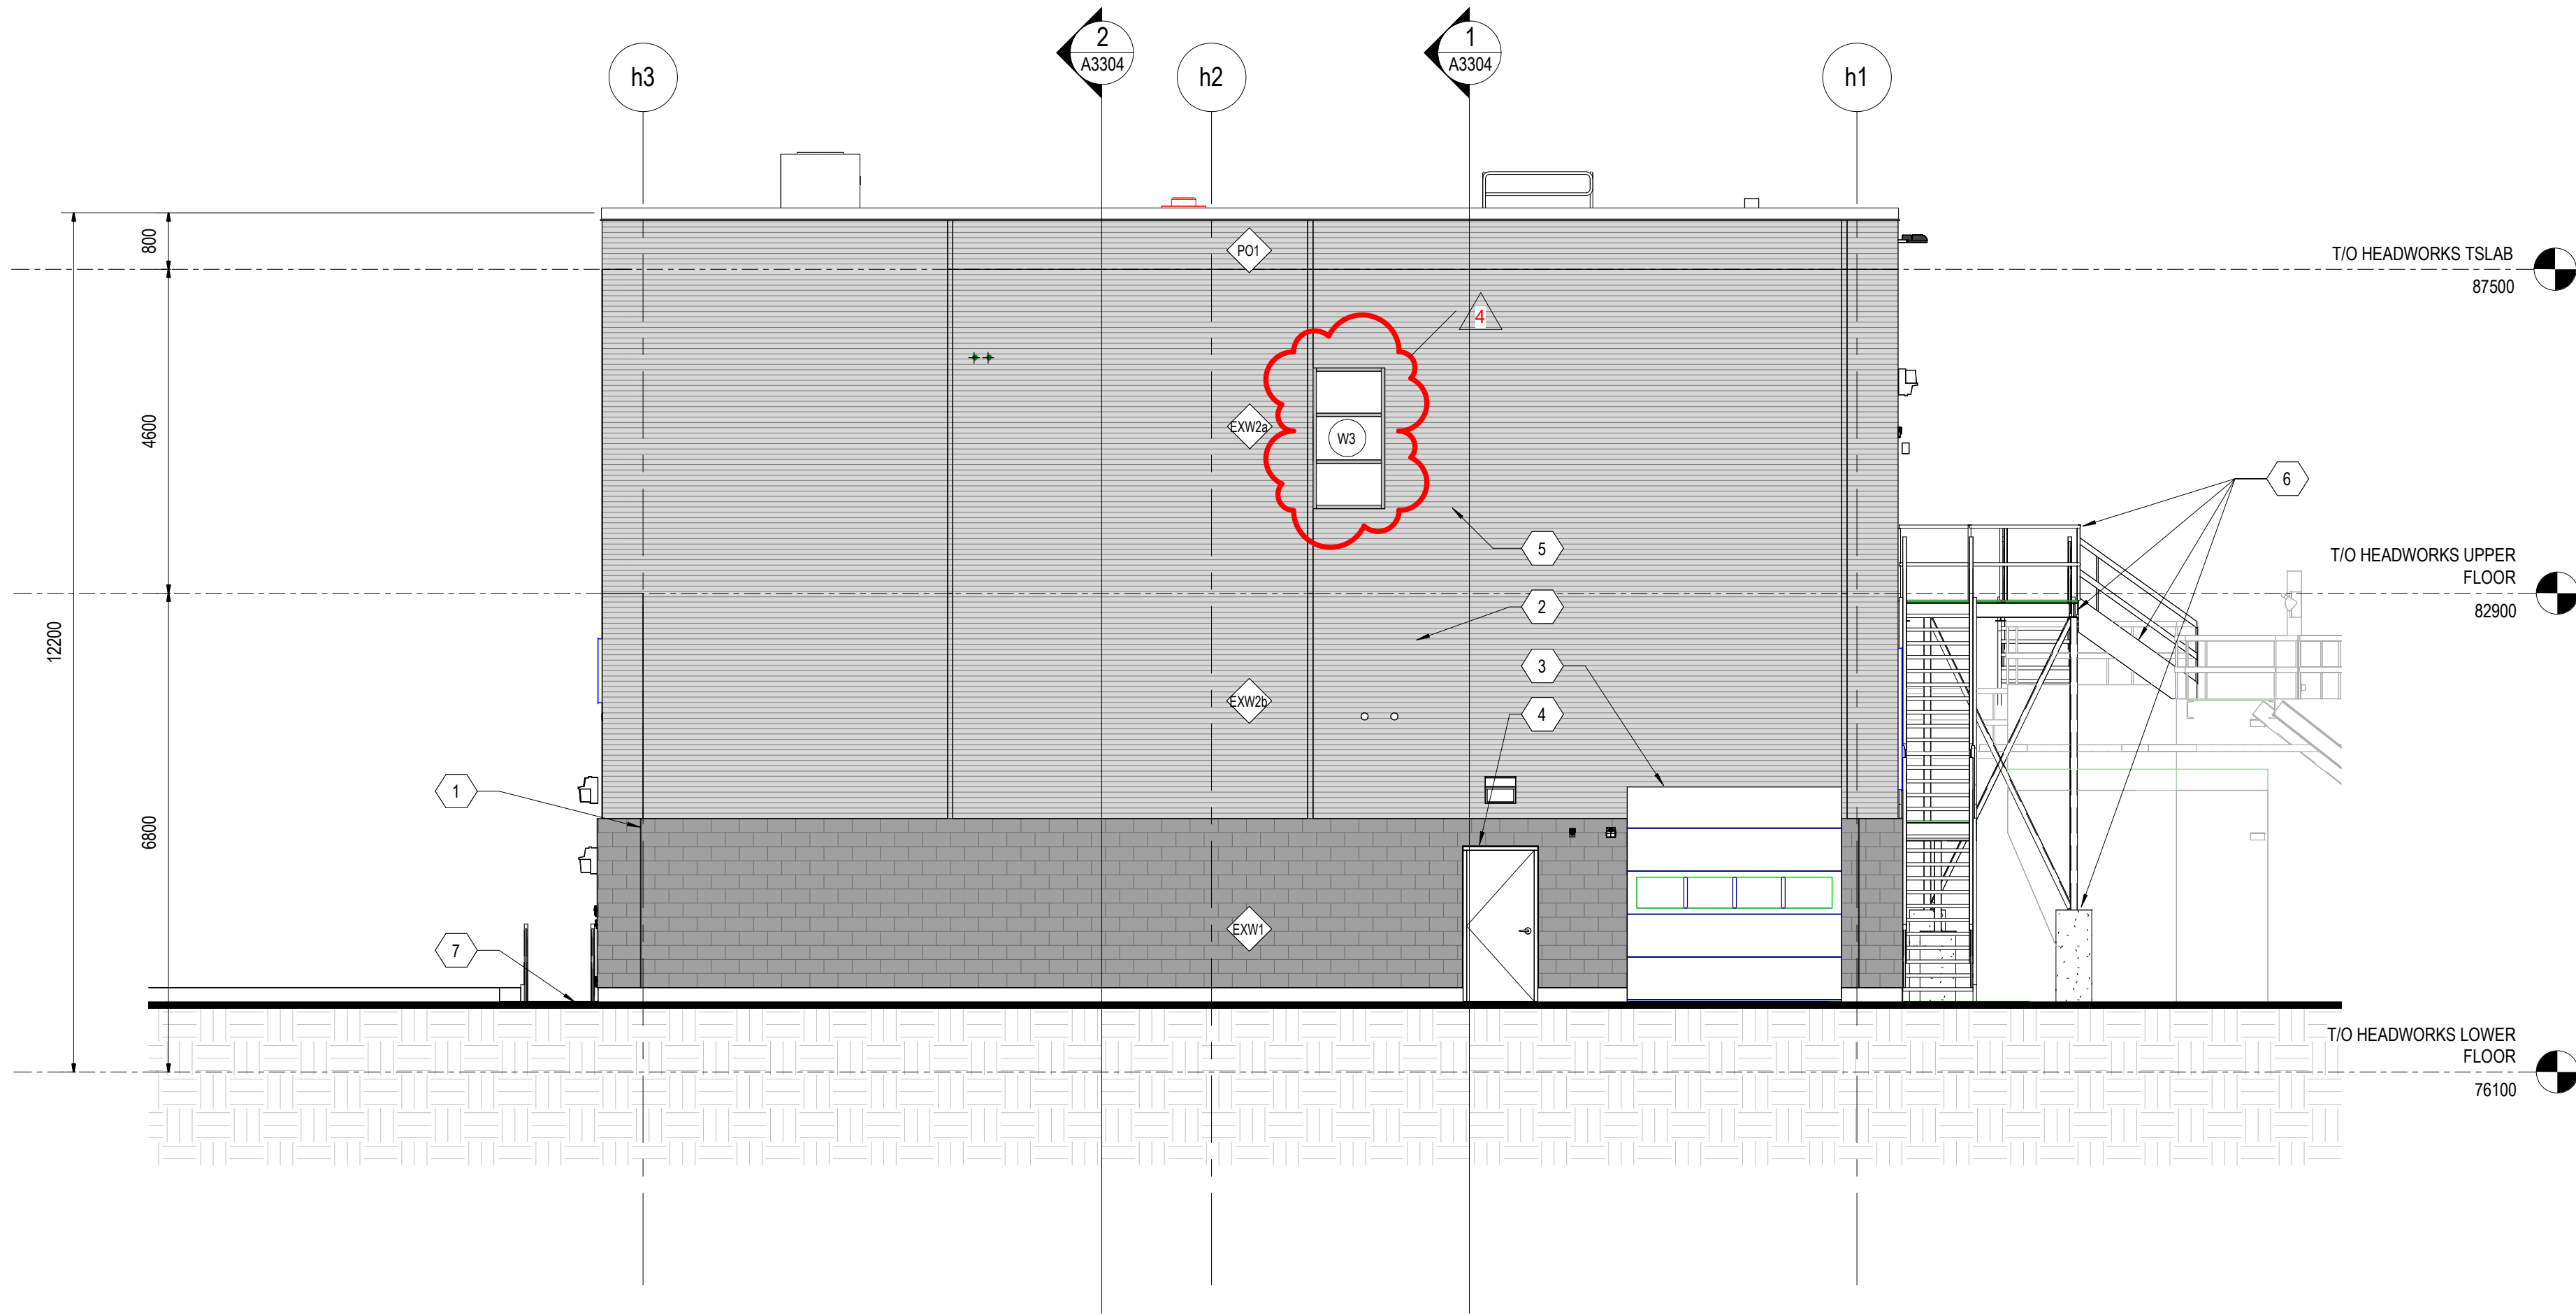 2
A3304
1
A3304
h3
h2
h1
800
PO1
T/O HEADWORKS TSLAB
87500
4
4600
EXW2a
W3
6
5
T/O HEADWORKS UPPER
FLOOR
82900
2
12200
3
EXW2b
4
1
6800
EXW1
7
T/O HEADWORKS LOWER
FLOOR
76100